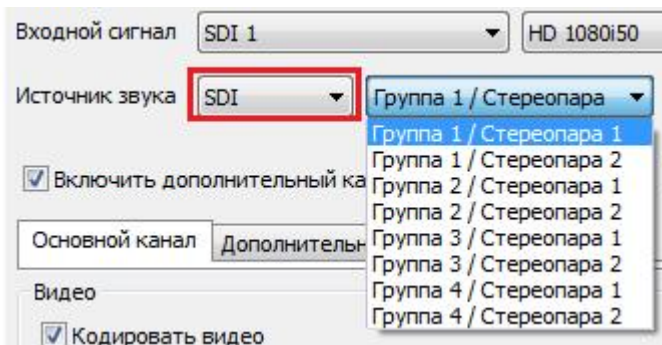 Входной сигнал SDI 1 HD 1080i50
Источник звука SDI Группа 1 / Стереопара
Группа 1 / Стереопара 1
Группа 1 / Стереопара 2
Включить дополнительный ка
Группа 2 / Стереопара 1
Группа 2 / Стереопара 2
Основной канал Дополнительн
Группа 3 / Стереопара 1
Группа 3 / Стереопара 2
Видео
Группа 4 / Стереопара 1
Группа 4 / Стереопара 2
Кодировать видео